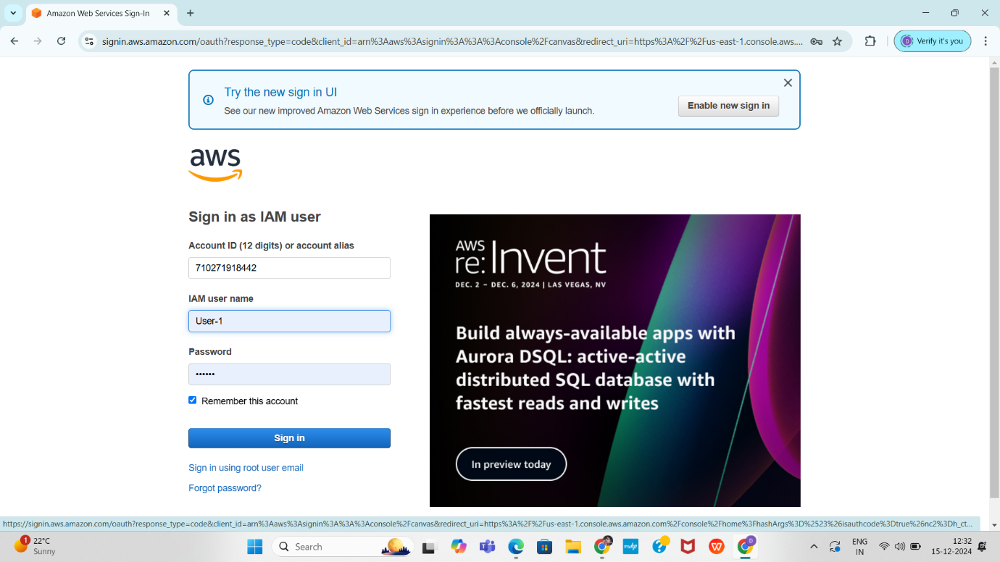 Amazon Web Services Sign-In
signin.aws.amazon.com/oauth?response_type=code&client_id=arn%3Aaws%3Asignin%3A%3A%3Aconsole%2Fcanvas&redirect_uri=https%3A%2F%2Fus-east-1.console.aws....
Verify it's you
Try the new sign in UI
See our new improved Amazon Web Services sign in experience before we officially launch.
Enable new sign in
aws
Sign in as IAM user
Account ID (12 digits) or account alias
710271918442
IAM user name
User-1
Password
••••••
Remember this account
Sign in
Sign in using root user email
Forgot password?
AWS
re:Invent
DEC. 2 – DEC. 6, 2024 | LAS VEGAS, NV
Build always-available apps with
Aurora DSQL: active-active
distributed SQL database with
fastest reads and writes
In preview today
https://signin.aws.amazon.com/oauth?response_type=code&client_id=arn%3Aaws%3Asignin%3A%3A%3Aconsole%2Fcanvas&redirect_uri=https%3A%2F%2Fus-east-1.console.aws.amazon.com%2Fconsole%2Fhome%3FhashArgs%3D%2523%26isauthcode%3Dtrue%26nc2%3Dh_ct...
1
22°C
Sunny
Search
ENG
IN
12:32
15-12-2024